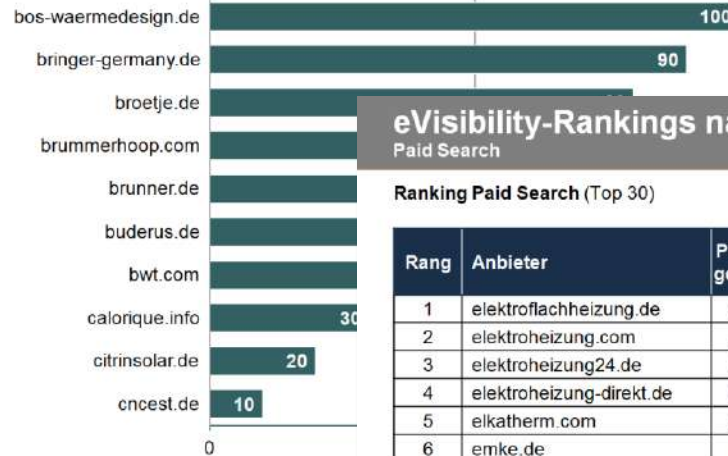 bos-waermedesign.de 100
bringer-germany.de 90
broetje.de
brummerhoop.com
brunner.de
buderus.de
bwt.com
calorique.info 30
citrinsolar.de 20
cncest.de 10
0
eVisibility-Rankings
Paid Search
Ranking Paid Search (Top 30)
Rang Anbieter
1 elektroflachheizung.de
2 elektroheizung.com
3 elektroheizung24.de
4 elektroheizung-direkt.de
5 elkatherm.com
6 emke.de